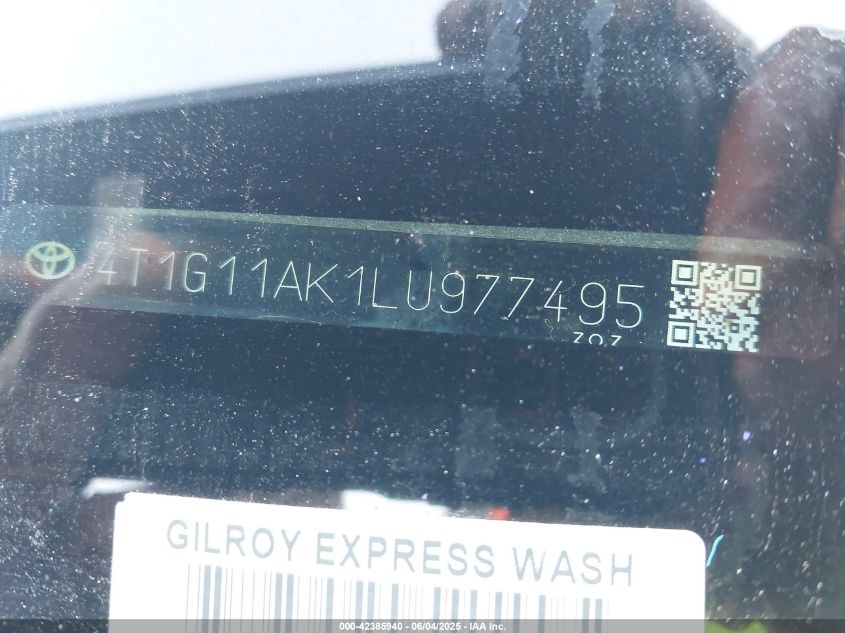 4T1G11AK1LU977495
GILROY EXPRESS WASH
000-42385940 - 06/04/2025 - IAA Inc.